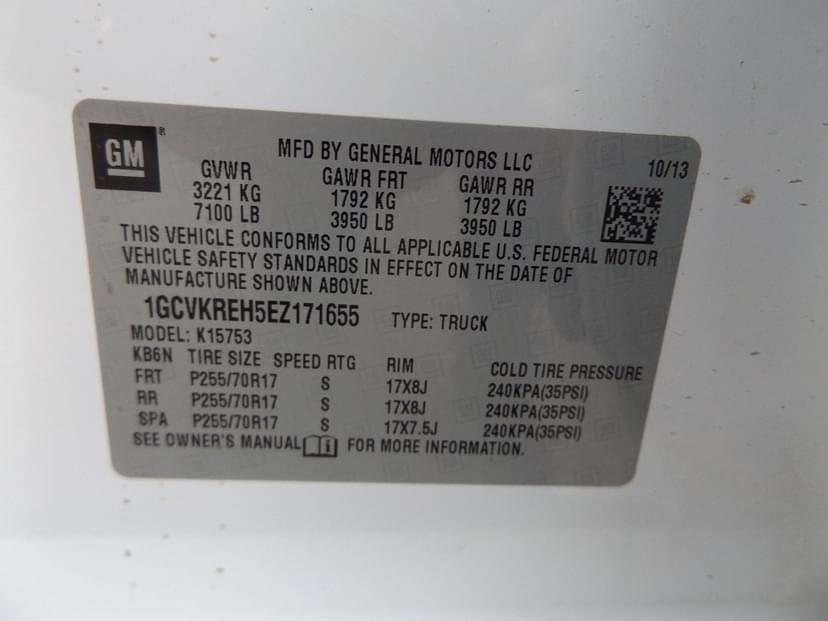 GM ®
MFD BY GENERAL MOTORS LLC
10/13
GVWR GAWR FRT GAWR RR
3221 KG 1792 KG 1792 KG
7100 LB 3950 LB 3950 LB
THIS VEHICLE CONFORMS TO ALL APPLICABLE U.S. FEDERAL MOTOR
VEHICLE SAFETY STANDARDS IN EFFECT ON THE DATE OF
MANUFACTURE SHOWN ABOVE.
1GCVKREH5EZ171655 TYPE: TRUCK
MODEL: K15753
KB6N TIRE SIZE SPEED RTG RIM COLD TIRE PRESSURE
FRT P255/70R17 S 17X8J 240KPA(35PSI)
RR P255/70R17 S 17X8J 240KPA(35PSI)
SPA P255/70R17 S 17X7.5J 240KPA(35PSI)
SEE OWNER'S MANUAL FOR MORE INFORMATION.